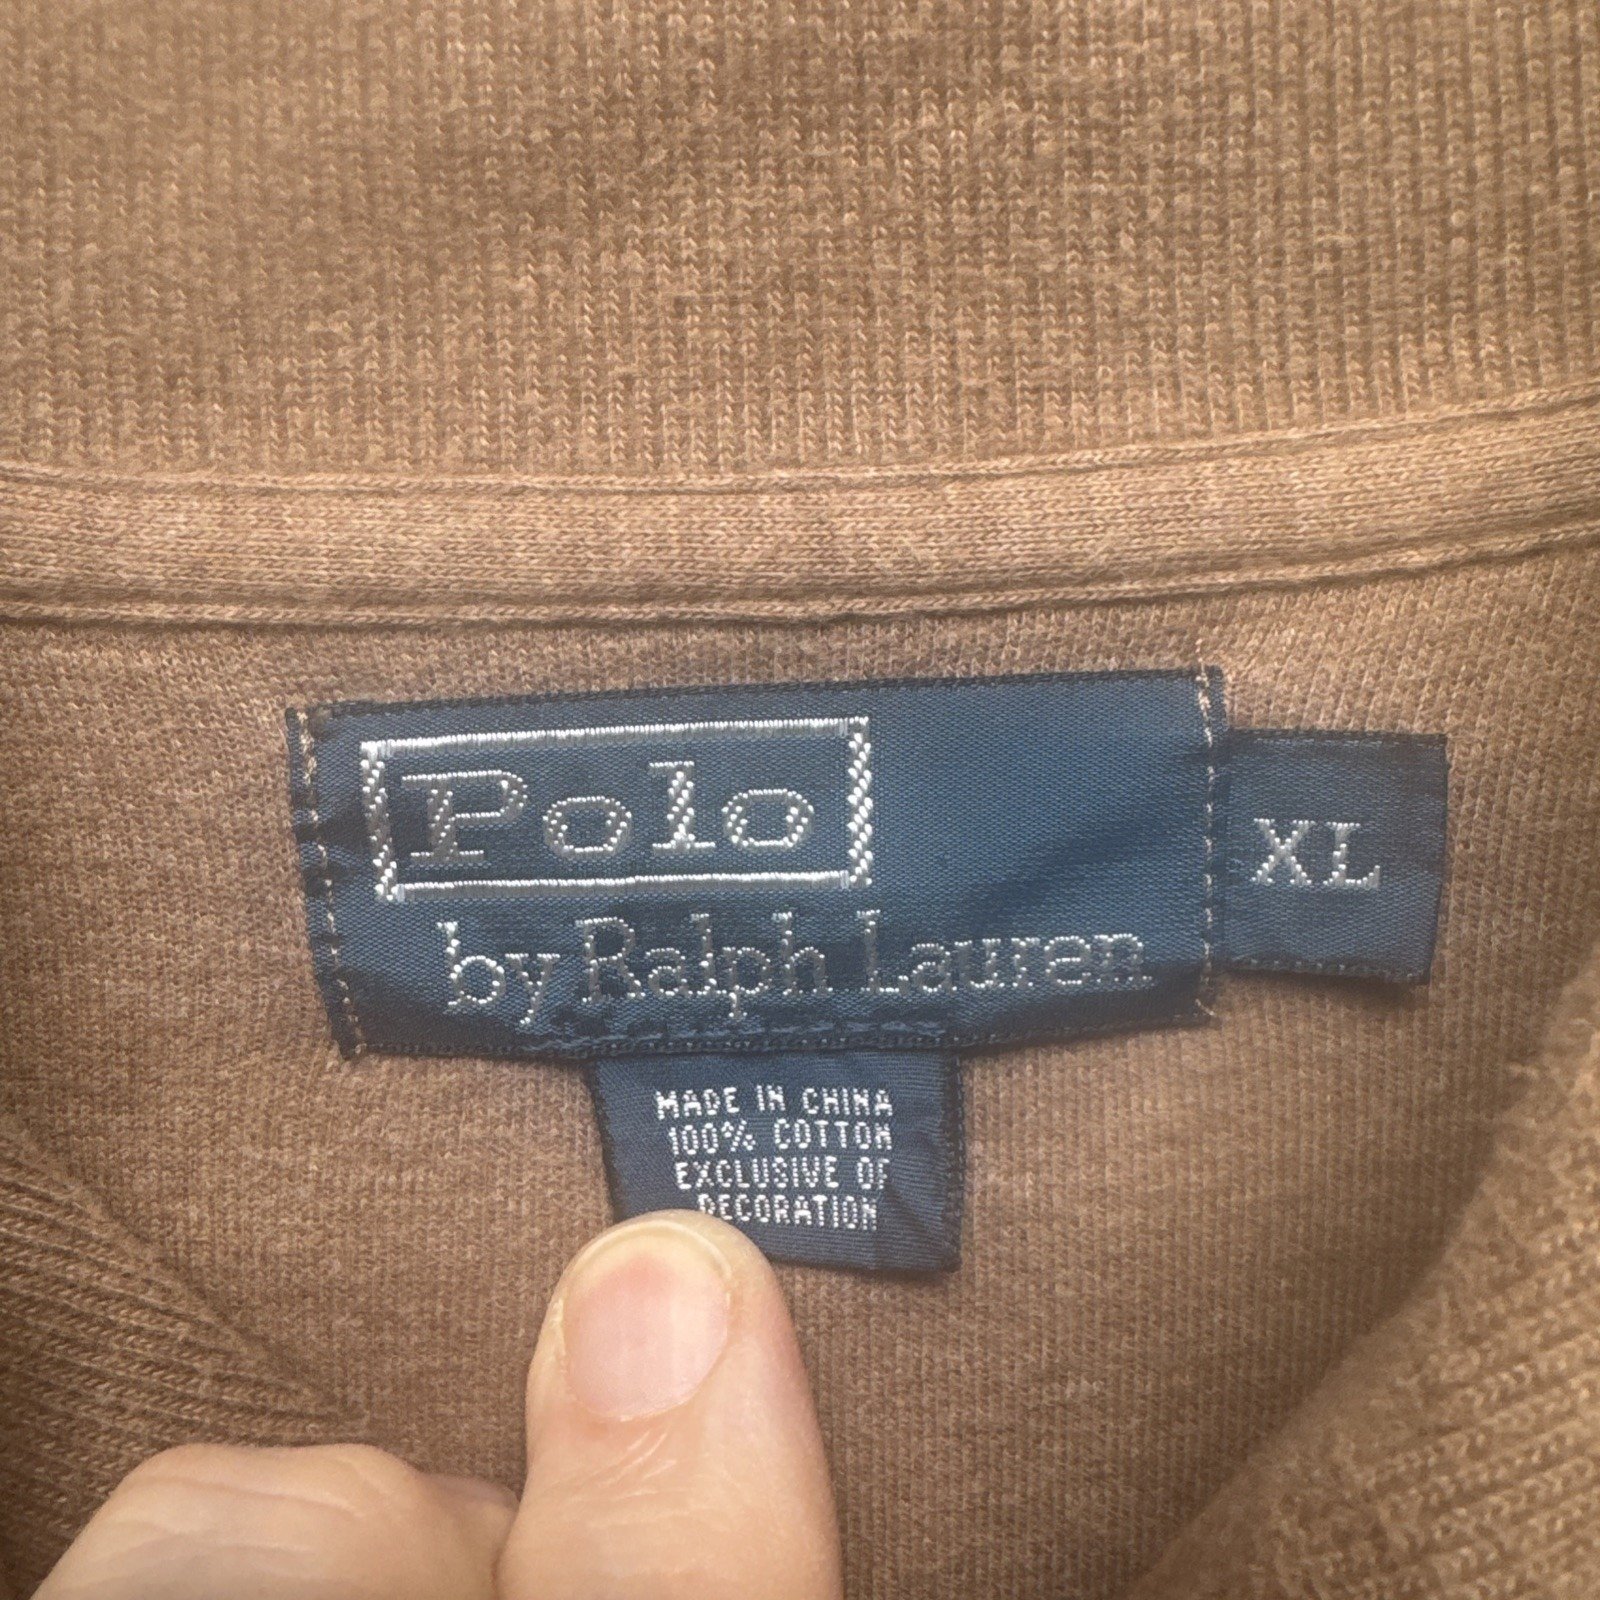 Polo
by Ralph Lauren
XL
MADE IN CHINA
100% COTTON
EXCLUSIVE OF
DECORATION